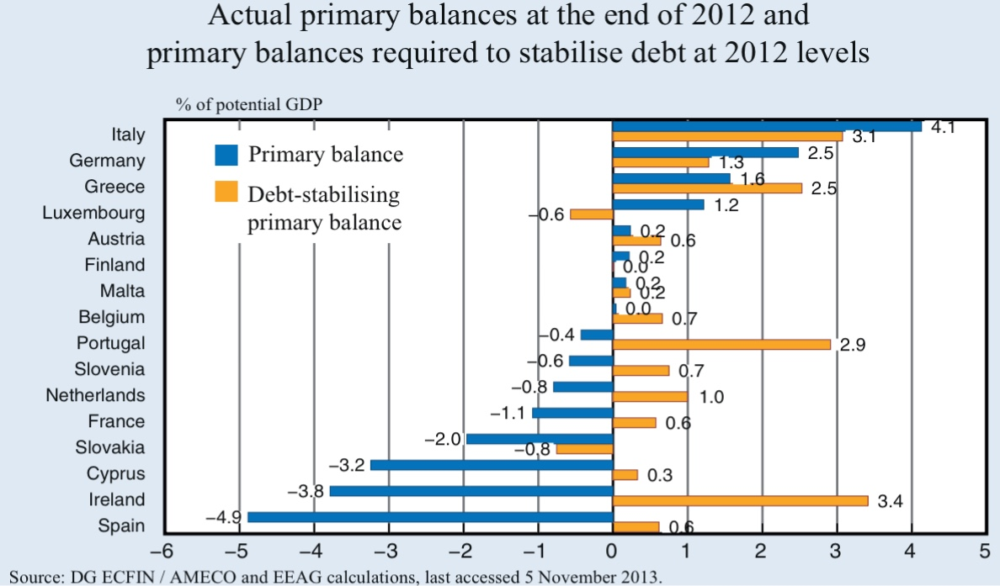 Actual primary balances at the end of 2012 and
primary balances required to stabilise debt at 2012 levels
% of potential GDP
Primary balance
Debt-stabilising
primary balance
Italy 4.1 3.1
Germany 2.5 1.3
Greece 1.6 2.5
Luxembourg 1.2 −0.6
Austria 0.2 0.6
Finland 0.2 0.0
Malta 0.2 0.2
Belgium 0.0 0.7
Portugal −0.4 2.9
Slovenia −0.6 0.7
Netherlands −0.8 1.0
France −1.1 0.6
Slovakia −2.0 −0.8
Cyprus −3.2 0.3
Ireland −3.8 3.4
Spain −4.9 0.6
−6 −5 −4 −3 −2 −1 0 1 2 3 4 5
Source: DG ECFIN / AMECO and EEAG calculations, last accessed 5 November 2013.